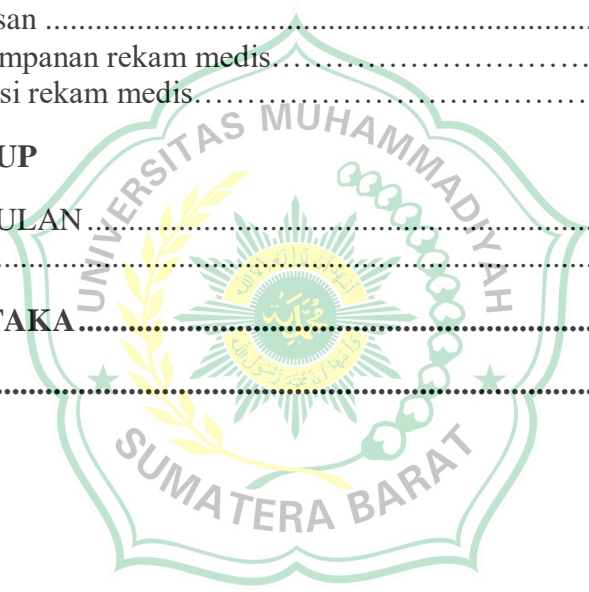 san ............................................................
mpanan rekam medis……………………………
si rekam medis……………………………………
UP
ULAN ......................................................
............................................................
TAKA ......................................................
............................................................
UNIVERSITAS MUHAMMADIYAH
SUMATERA BARAT